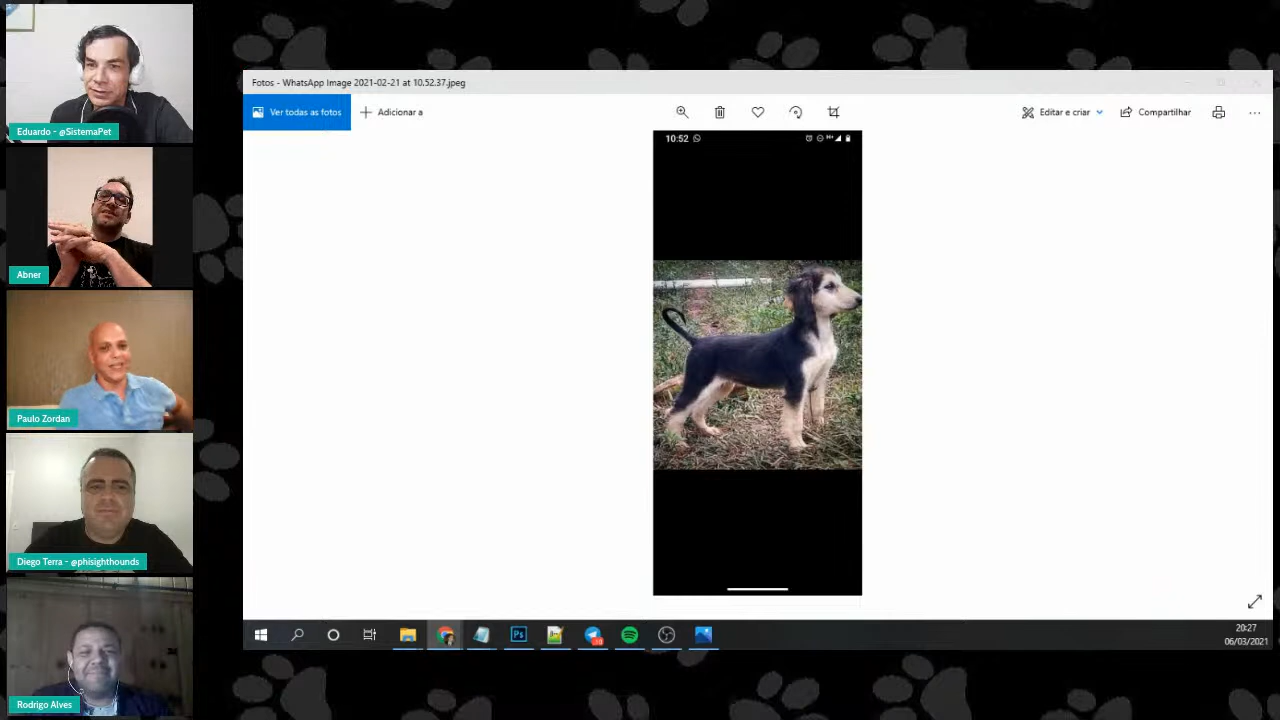 Eduardo - @SistemaPet
Abner
Paulo Zordan
Diego Terra - @phisighthounds
Rodrigo Alves
Fotos - WhatsApp Image 2021-02-21 at 10.52.37.jpeg
Ver todas as fotos
Adicionar a
Editar e criar
Compartilhar
10:52
Ps
20:27
06/03/2021